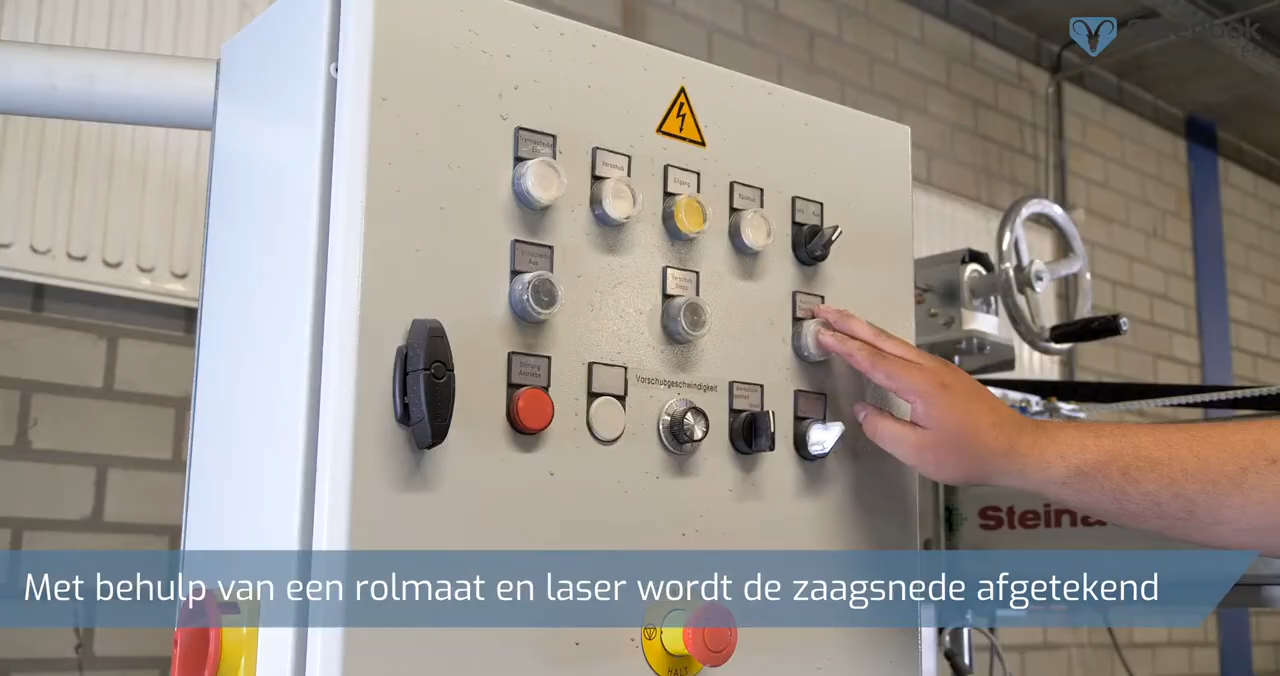 Eilgang
Vorschub
Vorschub
Stopp
Aus
Störung
Antriebe
Vorschubgeschwindigkeit
Steina
Met behulp van een rolmaat en laser wordt de zaagsnede afgetekend
HALT